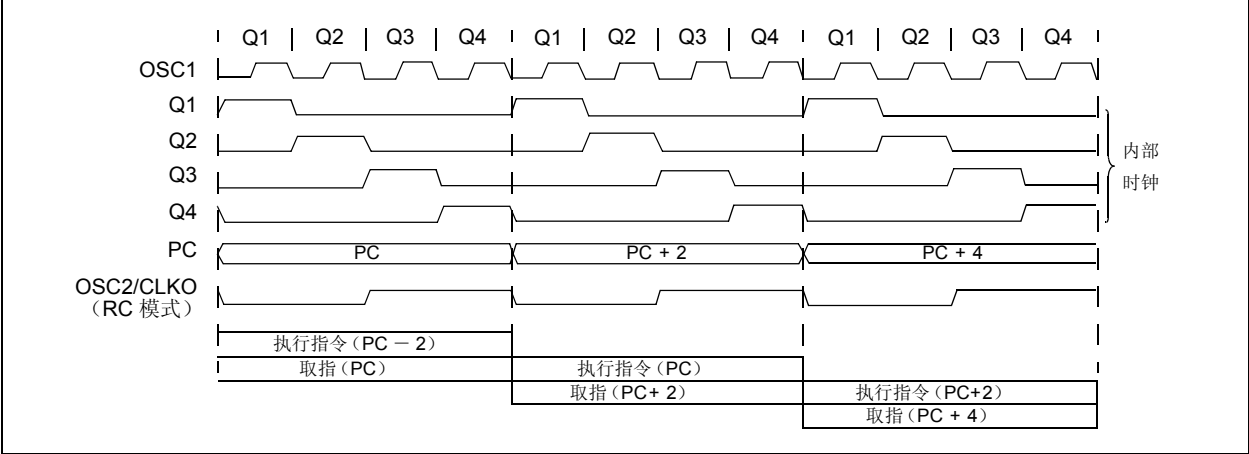 Q1 Q2 Q3 Q4 Q1 Q2 Q3 Q4 Q1 Q2 Q3 Q4
OSC1
Q1
Q2
Q3
Q4
内部
时钟
PC PC PC + 2 PC + 4
OSC2/CLKO
（RC 模式）
执行指令（PC － 2）
取指（PC） 执行指令（PC）
取指（PC+ 2） 执行指令（PC+2）
取指（PC + 4）